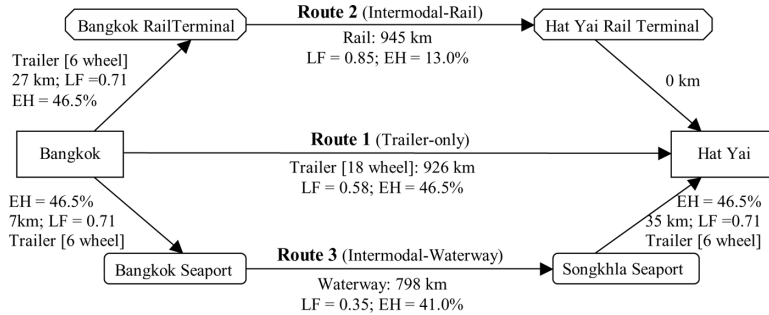 Route 2 (Intermodal-Rail)
Bangkok RailTerminal
Hat Yai Rail Terminal
Rail: 945 km
LF = 0.85; EH = 13.0%
Trailer [6 wheel]
27 km; LF =0.71
EH = 46.5%
0 km
Route 1 (Trailer-only)
Bangkok
Hat Yai
Trailer [18 wheel]: 926 km
LF = 0.58; EH = 46.5%
EH = 46.5%
7km; LF = 0.71
Trailer [6 wheel]
EH = 46.5%
35 km; LF =0.71
Trailer [6 wheel]
Route 3 (Intermodal-Waterway)
Bangkok Seaport
Songkhla Seaport
Waterway: 798 km
LF = 0.35; EH = 41.0%